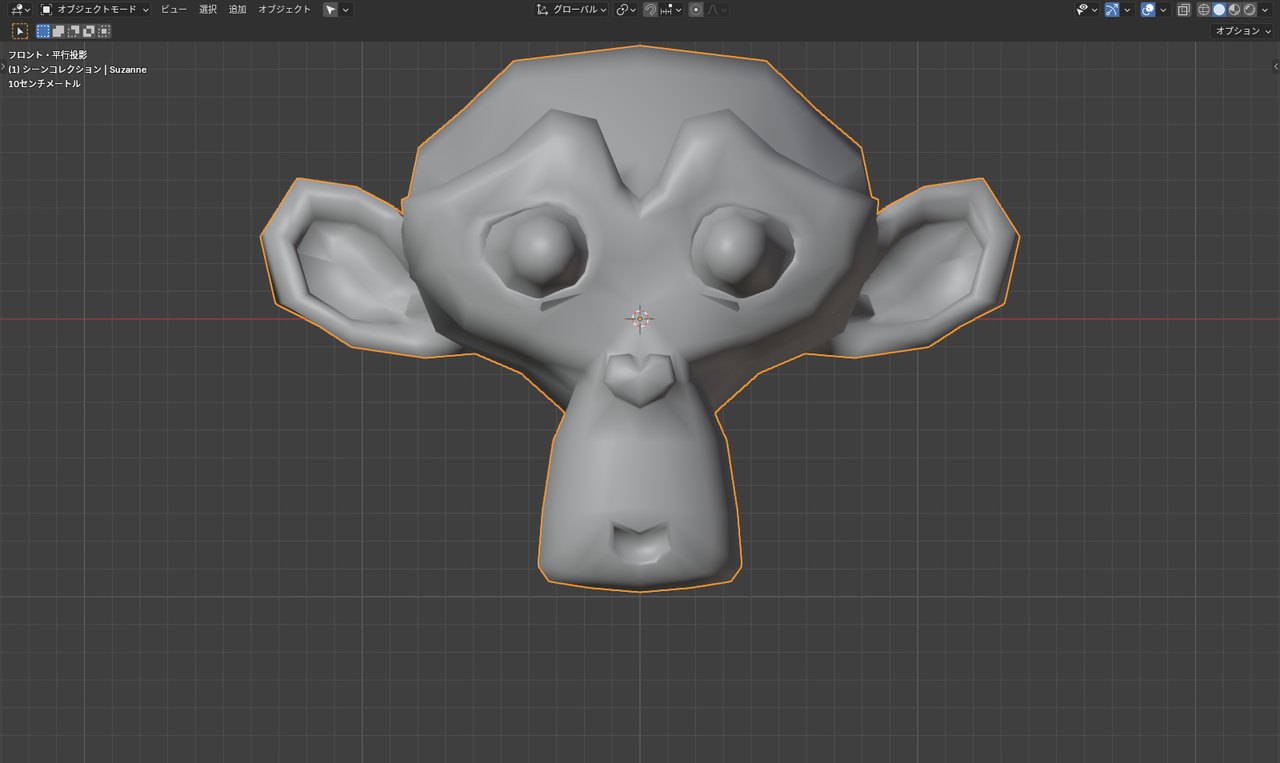 オブジェクトモード ビュー 選択 追加 オブジェクト グローバル
オプション
フロント・平行投影
(1) シーンコレクション | Suzanne
10センチメートル